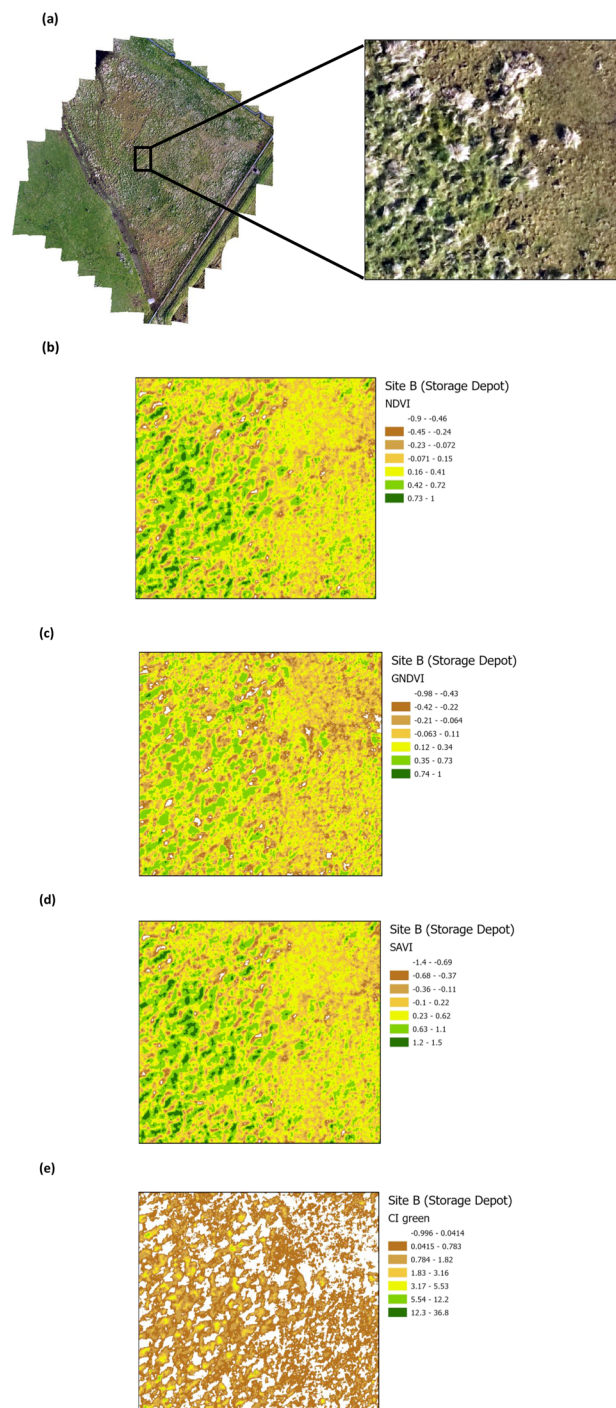 (a)
(b)
Site B (Storage Depot)
NDVI
-0.9 - -0.46
-0.45 - -0.24
-0.23 - -0.072
-0.071 - 0.15
0.16 - 0.41
0.42 - 0.72
0.73 - 1
(c)
Site B (Storage Depot)
GNDVI
-0.98 - -0.43
-0.42 - -0.22
-0.21 - -0.064
-0.063 - 0.11
0.12 - 0.34
0.35 - 0.73
0.74 - 1
(d)
Site B (Storage Depot)
SAVI
-1.4 - -0.69
-0.68 - -0.37
-0.36 - -0.11
-0.1 - 0.22
0.23 - 0.62
0.63 - 1.1
1.2 - 1.5
(e)
Site B (Storage Depot)
CI green
-0.996 - 0.0414
0.0415 - 0.783
0.784 - 1.82
1.83 - 3.16
3.17 - 5.53
5.54 - 12.2
12.3 - 36.8